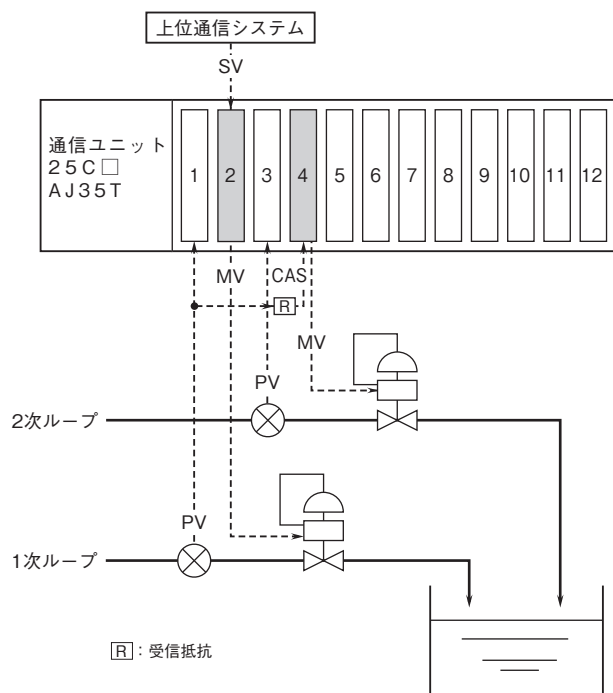 上位通信システム
SV
通信ユニット
25C□
AJ35T
1 2 3 4 5 6 7 8 9 10 11 12
MV CAS
R
MV
PV
2次ループ
PV
1次ループ
R：受信抵抗